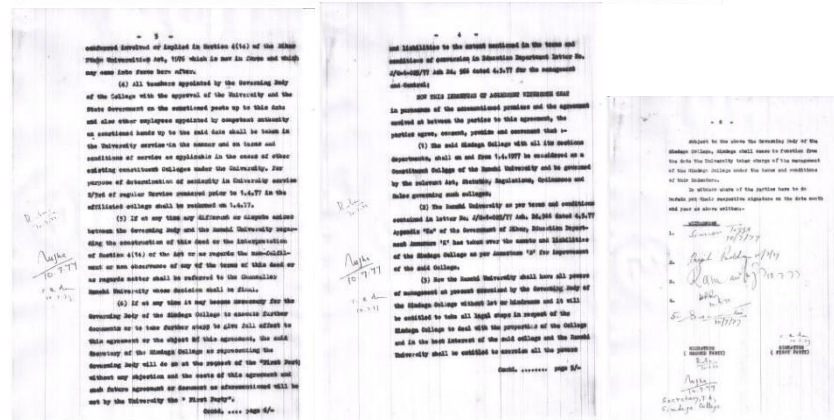 - 5 -
conferred involved or implied in Section 4(14) of the Bihar
State Universities Act, 1976 which is now in force and which
may come into force here after.
(4) All teachers appointed by the Governing Body
of the College with the approval of the University and the
State Government on the sanctioned posts up to this date
and also other employees appointed by competent authority
on sanctioned hands up to the said date shall be taken in
the University service in the manner and on terms and
conditions of service as applicable in the cases of other
existing constituent Colleges under the University. For
purpose of determination of seniority in University service
of regular Service rendered prior to 1.4.77 in the
affiliated college shall be reckoned on 1.4.77.
(5) If at any time any different or dispute arises
between the Governing Body and the Ranchi University regar-
ding the construction of this deed or the interpretation
of Section 4(14) of the Act or as regards the non-fulfil-
ment or non observance of any of the terms of this deed or
as regards matter shall be referred to the Chancellor
Ranchi University whose decision shall be final.
(6) If at any time it may become necessary for the
Governing Body of the Simdega College to execute further
documents or to take further steps to give full effect to
this agreement or the object of this agreement, the said
Secretary of the Simdega College as representing the
Governing Body will do so at the request of the "First Party"
without any objection and the costs of this agreement and
such future agreement or document as aforementioned will be
met by the University the " First Party".
Contd. .... page 6/-
10.7.77
- 4 -
and liabilities to the extent mentioned in the terms and
conditions of conversion in Education Department Letter No.
dated 4.3.77 for the management
and Control;
NOW THIS INDENTURE OF AGREEMENT WITNESSETH THAT
in pursuance of the aforementioned promises and the agreement
arrived at between the parties to this agreement, the
parties agree, consent, promise and covenant that :-
(1) The said Simdega College with all its sections
departments, shall on and from 1.4.1977 be considered as a
Constituent College of the Ranchi University and be governed
by the relevant Act, Statutes, Regulations, Ordinances and
Rules governing such colleges.
(2) The Ranchi University as per terms and conditions
contained in letter No. dated 4.3.77
Appendix of the Government of Bihar, Education Depart-
ment Annexure 'E' has taken over the assets and liabilities
of the Simdega College as per Annexure for Ingestion
of the said College.
(3) Now the Ranchi University shall have all powers
of management at present exercised by the Governing Body of
the Simdega College without let or hindrance and it will
be entitled to take all legal steps in respect of the
Simdega College to deal with the properties of the College
and in the best interest of the said college and the Ranchi
University shall be entitled to exercise all the powers
Contd. ........ page 5/-
10.7.77
- 6 -
Subject to the above the Governing Body of the
Simdega College, Simdega shall cease to function from
the date the University takes charge of the management
of the Simdega College under the terms and conditions
of this Indenture.
In witness where of the parties here to do
hereunto put their respective signature on the date month
and year as above written.
WITNESSES
1.
2.
3.
4.
5.
SIGNATURE
( SECOND PARTY)
SIGNATURE
( FIRST PARTY)
10.7.77
Secretary,
Simdega College